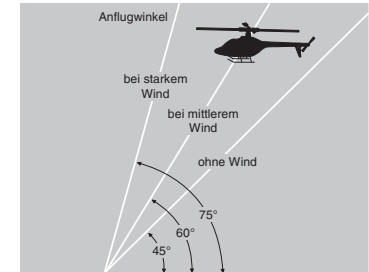 Anflugwinkel
bei starkem
Wind
bei mittlerem
Wind
ohne Wind
75°
60°
45°